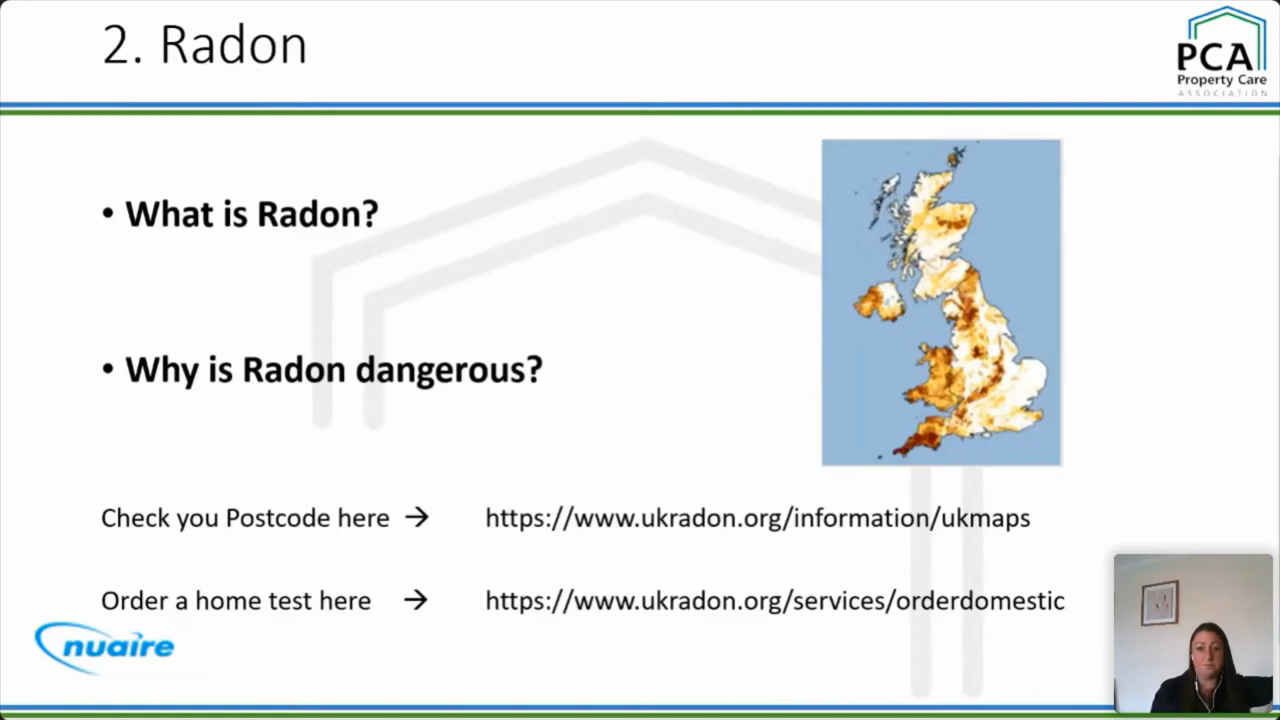 2. Radon
PCA
Property Care
ASSOCIATION
• What is Radon?
• Why is Radon dangerous?
Check you Postcode here → https://www.ukradon.org/information/ukmaps
Order a home test here → https://www.ukradon.org/services/orderdomestic
nuaire